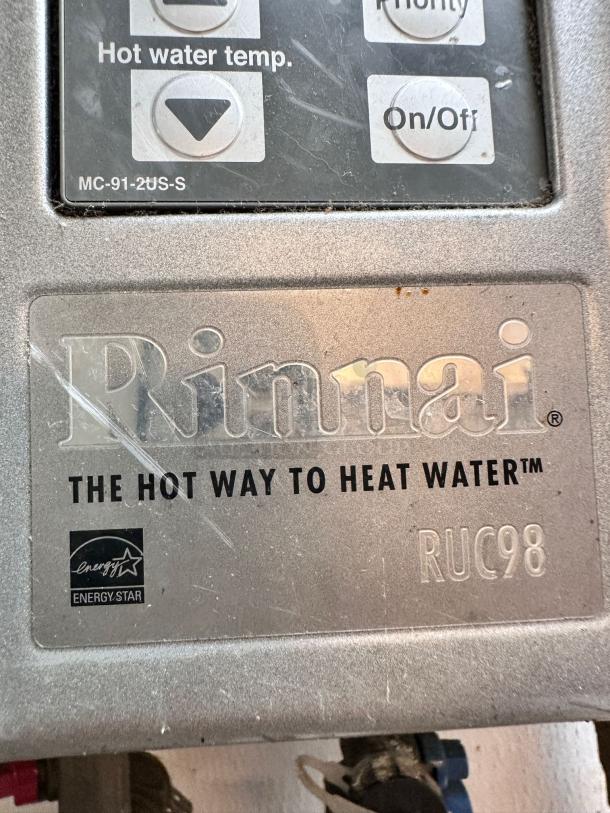 Priority
Hot water temp.
On/Off
MC-91-2US-S
Rinnai®
THE HOT WAY TO HEAT WATER™
energy
ENERGY STAR
RUC98